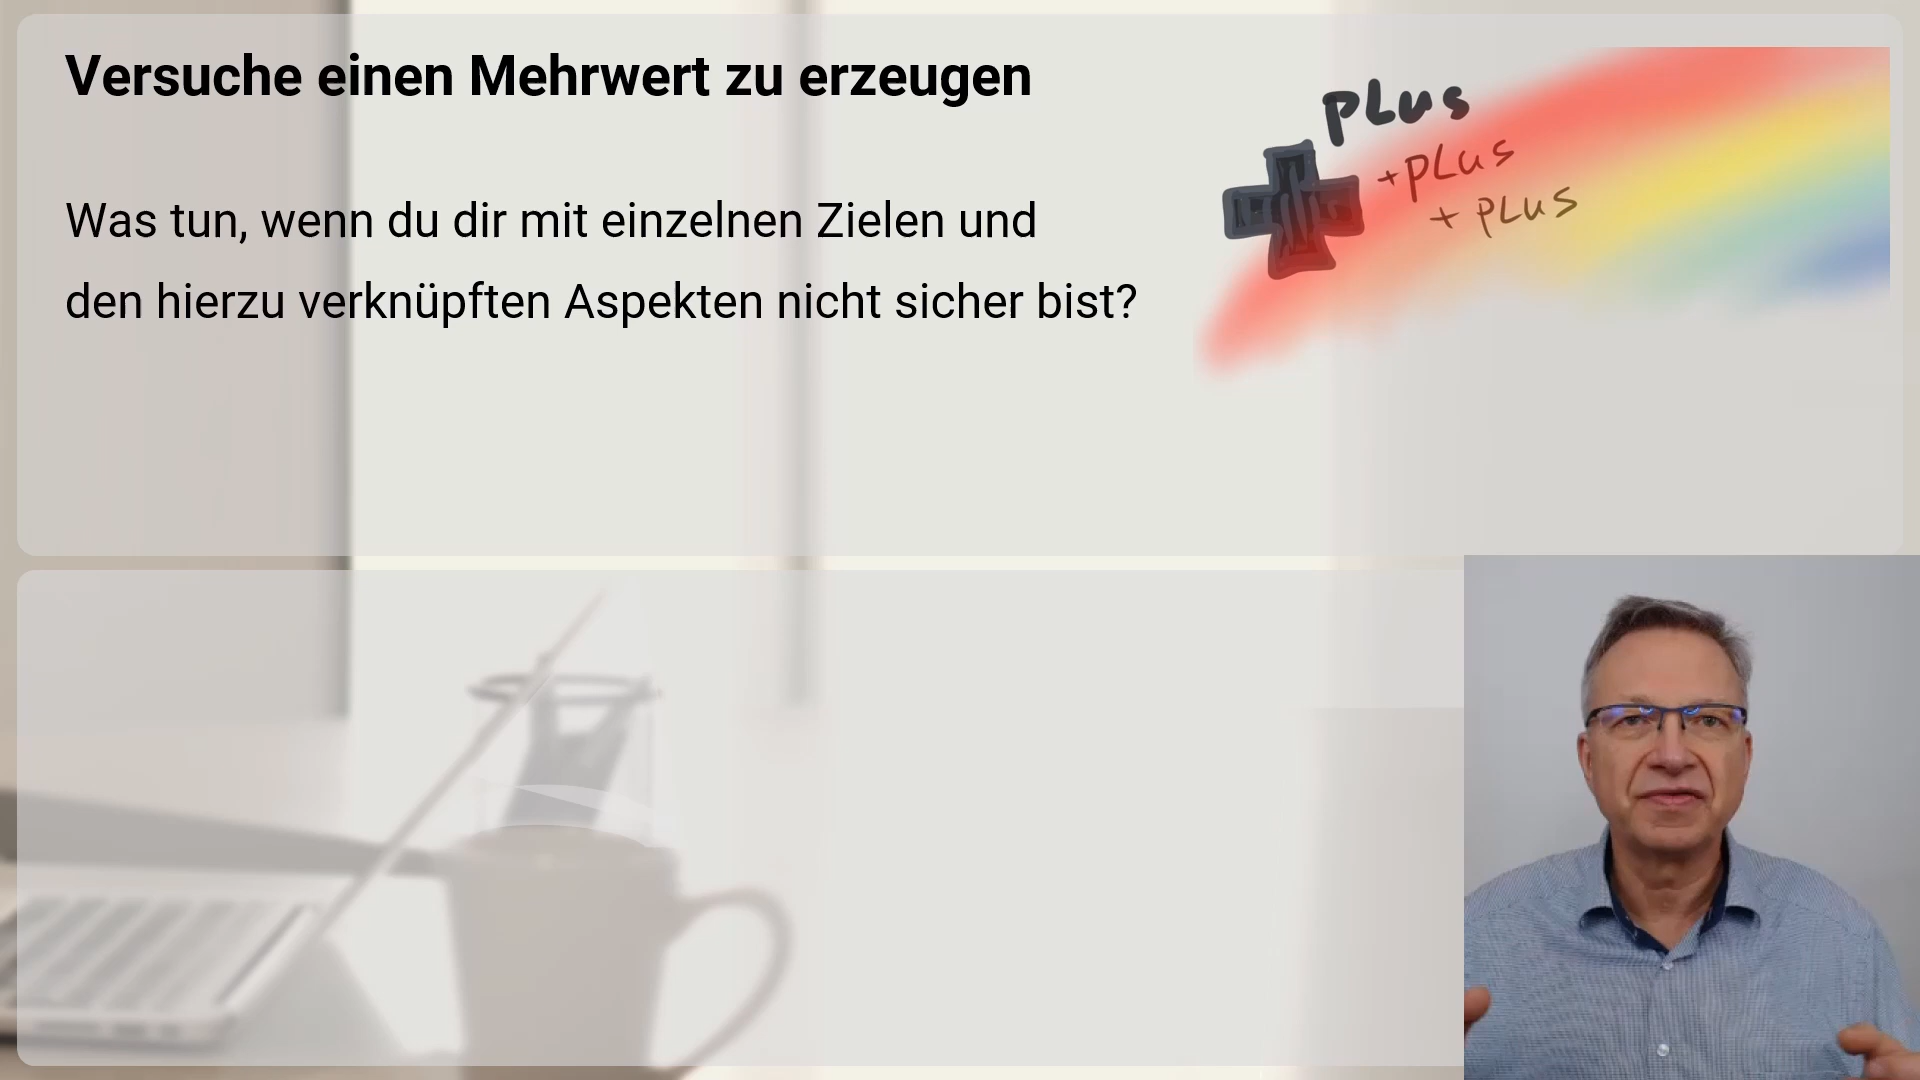 Versuche einen Mehrwert zu erzeugen
Was tun, wenn du dir mit einzelnen Zielen und
den hierzu verknüpften Aspekten nicht sicher bist?
pLus
+pLus
+ pLus